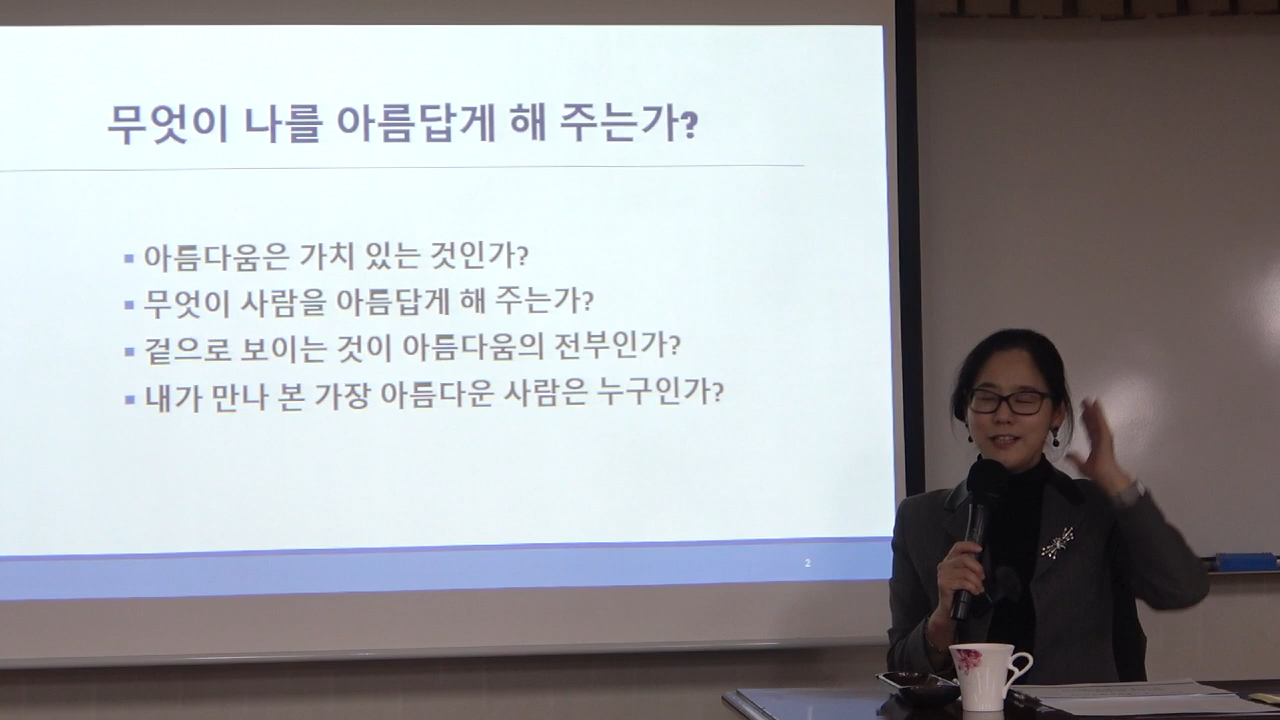 무엇이 나를 아름답게 해 주는가?
▪ 아름다움은 가치 있는 것인가?
▪ 무엇이 사람을 아름답게 해 주는가?
▪ 겉으로 보이는 것이 아름다움의 전부인가?
▪ 내가 만나 본 가장 아름다운 사람은 누구인가?
2